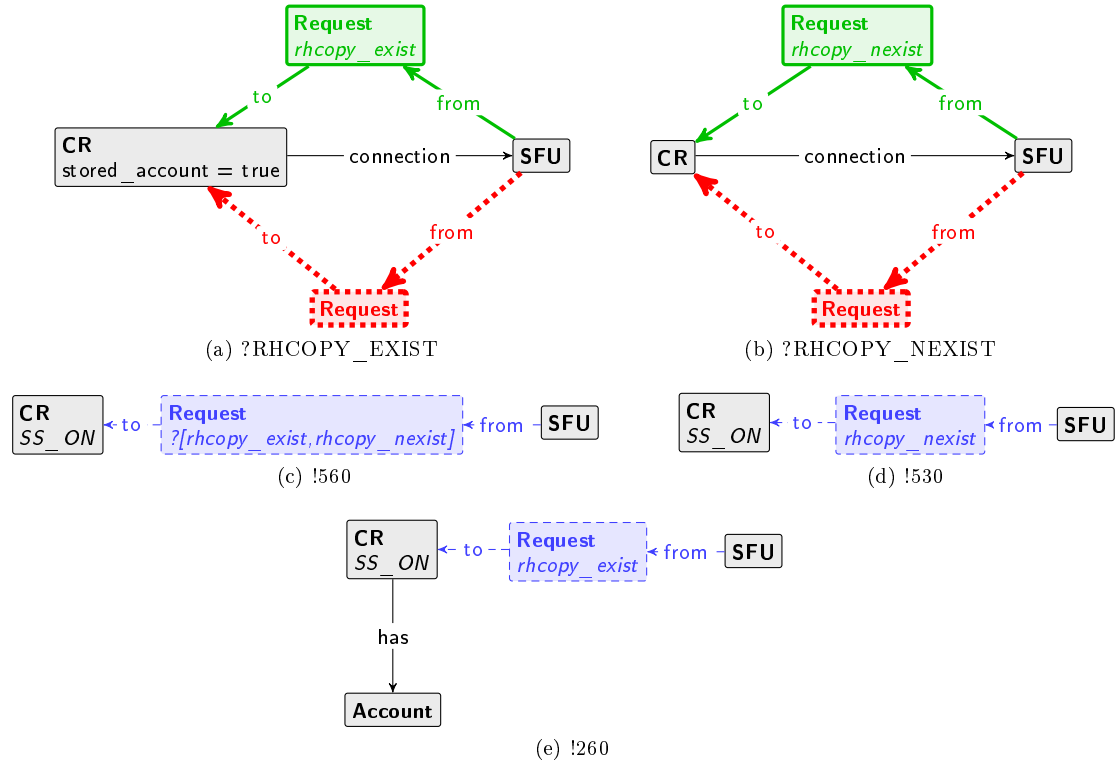 Request
rhcopy_exist
to
from
CR
stored_account = true
connection
SFU
to
from
Request
(a) ?RHCOPY_EXIST
Request
rhcopy_nexist
to
from
CR
connection
SFU
to
from
Request
(b) ?RHCOPY_NEXIST
CR
SS_ON
to
Request
?[rhcopy_exist,rhcopy_nexist]
from
SFU
(c) !560
CR
SS_ON
to
Request
rhcopy_nexist
from
SFU
(d) !530
CR
SS_ON
to
Request
rhcopy_exist
from
SFU
has
Account
(e) !260